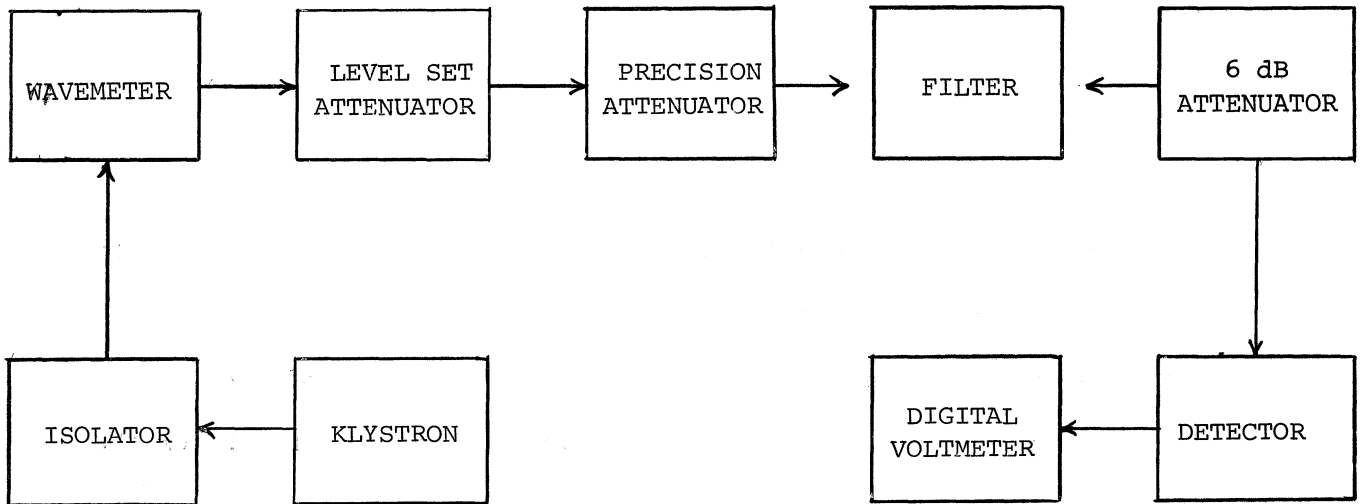 WAVEMETER
LEVEL SET
ATTENUATOR
PRECISION
ATTENUATOR
FILTER
6 dB
ATTENUATOR
ISOLATOR
KLYSTRON
DIGITAL
VOLTMETER
DETECTOR